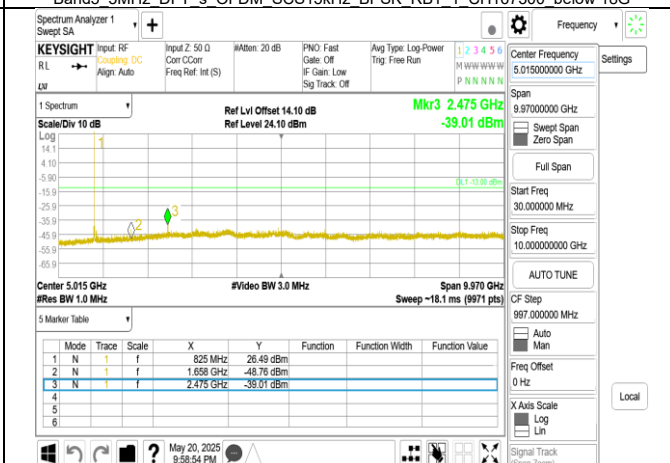 Band5_5MHz_DFT_s_OFDM_SCS15kHz_BPSK_RB1_1_CH167300_below 18G
Spectrum Analyzer 1
Swept SA
+
Frequency
KEYSIGHT
RL
Input: RF
Coupling: DC
Align: Auto
Input Z: 50 Ω
Corr CCorr
Freq Ref: Int (S)
#Atten: 20 dB
PNO: Fast
Gate: Off
IF Gain: Low
Sig Track: Off
Avg Type: Log-Power
Trig: Free Run
1 2 3 4 5 6
M W W W W W
P N N N N N
Center Frequency
5.015000000 GHz
Settings
Span
9.97000000 GHz
Swept Span
Zero Span
Full Span
Start Freq
30.000000 MHz
Stop Freq
10.000000000 GHz
AUTO TUNE
CF Step
997.000000 MHz
Auto
Man
Freq Offset
0 Hz
X Axis Scale
Log
Lin
Local
Signal Track
(Span Zoom)
1 Spectrum
Scale/Div 10 dB
Ref Lvl Offset 14.10 dB
Ref Level 24.10 dBm
Mkr3 2.475 GHz
-39.01 dBm
Log
14.1
4.10
-5.90
-15.9
-25.9
-35.9
-45.9
-55.9
-65.9
1
2
3
DL1 -13.00 dBm
Center 5.015 GHz
#Res BW 1.0 MHz
#Video BW 3.0 MHz
Span 9.970 GHz
Sweep ~18.1 ms (9971 pts)
5 Marker Table
Mode Trace Scale X Y Function Function Width Function Value
1 N 1 f 825 MHz 26.49 dBm
2 N 1 f 1.658 GHz -48.76 dBm
3 N 1 f 2.475 GHz -39.01 dBm
4
5
6
?
May 20, 2025
9:58:54 PM